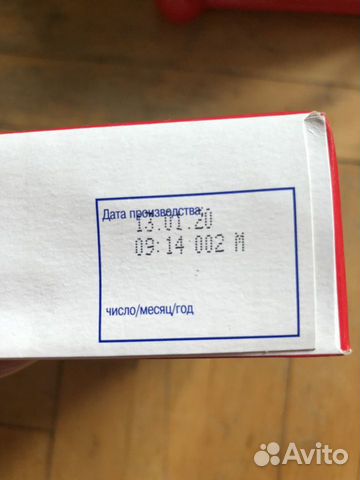 Дата производства:
13.01.20
09:14 002 М
число/месяц/год
Avito